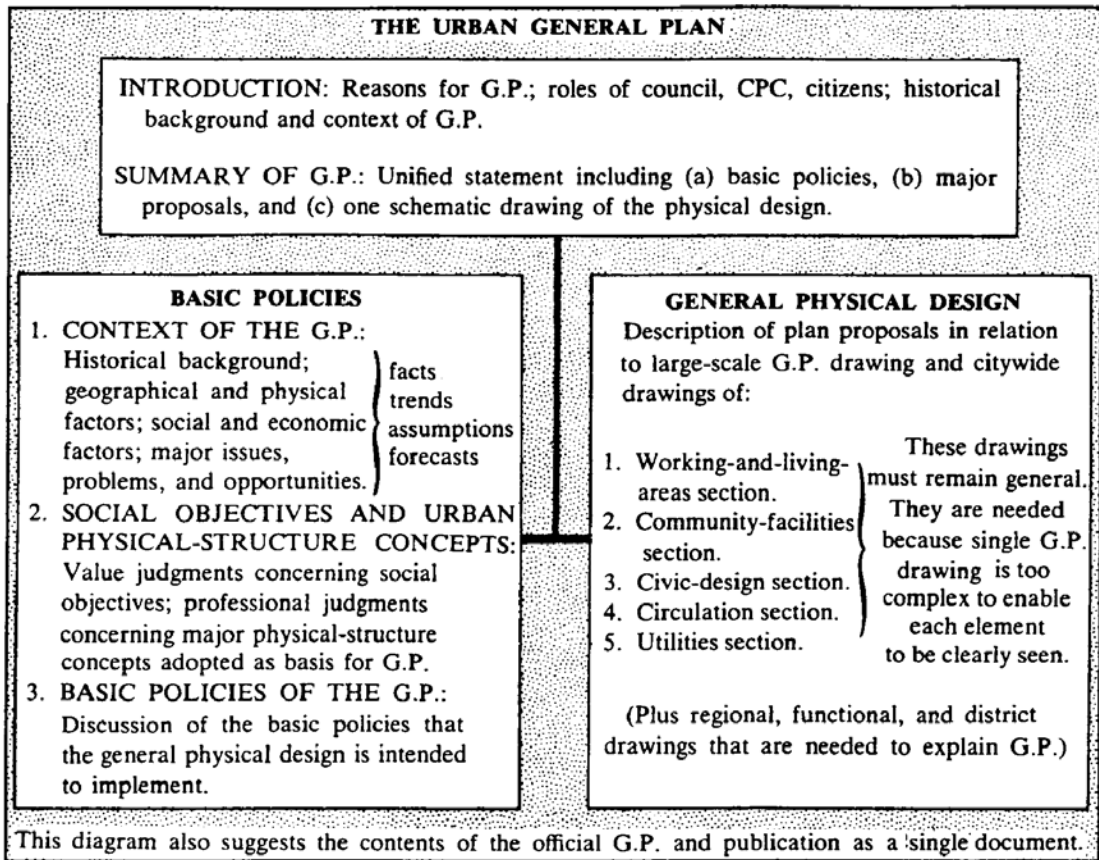 THE URBAN GENERAL PLAN
INTRODUCTION: Reasons for G.P.; roles of council, CPC, citizens; historical
background and context of G.P.
SUMMARY OF G.P.: Unified statement including (a) basic policies, (b) major
proposals, and (c) one schematic drawing of the physical design.
BASIC POLICIES
1. CONTEXT OF THE G.P.:
Historical background;
geographical and physical
factors; social and economic
factors; major issues,
problems, and opportunities.
facts
trends
assumptions
forecasts
2. SOCIAL OBJECTIVES AND URBAN
PHYSICAL-STRUCTURE CONCEPTS:
Value judgments concerning social
objectives; professional judgments
concerning major physical-structure
concepts adopted as basis for G.P.
3. BASIC POLICIES OF THE G.P.:
Discussion of the basic policies that
the general physical design is intended
to implement.
GENERAL PHYSICAL DESIGN
Description of plan proposals in relation
to large-scale G.P. drawing and citywide
drawings of:
1. Working-and-living-
areas section.
2. Community-facilities
section.
3. Civic-design section.
4. Circulation section.
5. Utilities section.
These drawings
must remain general.
They are needed
because single G.P.
drawing is too
complex to enable
each element
to be clearly seen.
(Plus regional, functional, and district
drawings that are needed to explain G.P.)
This diagram also suggests the contents of the official G.P. and publication as a single document.